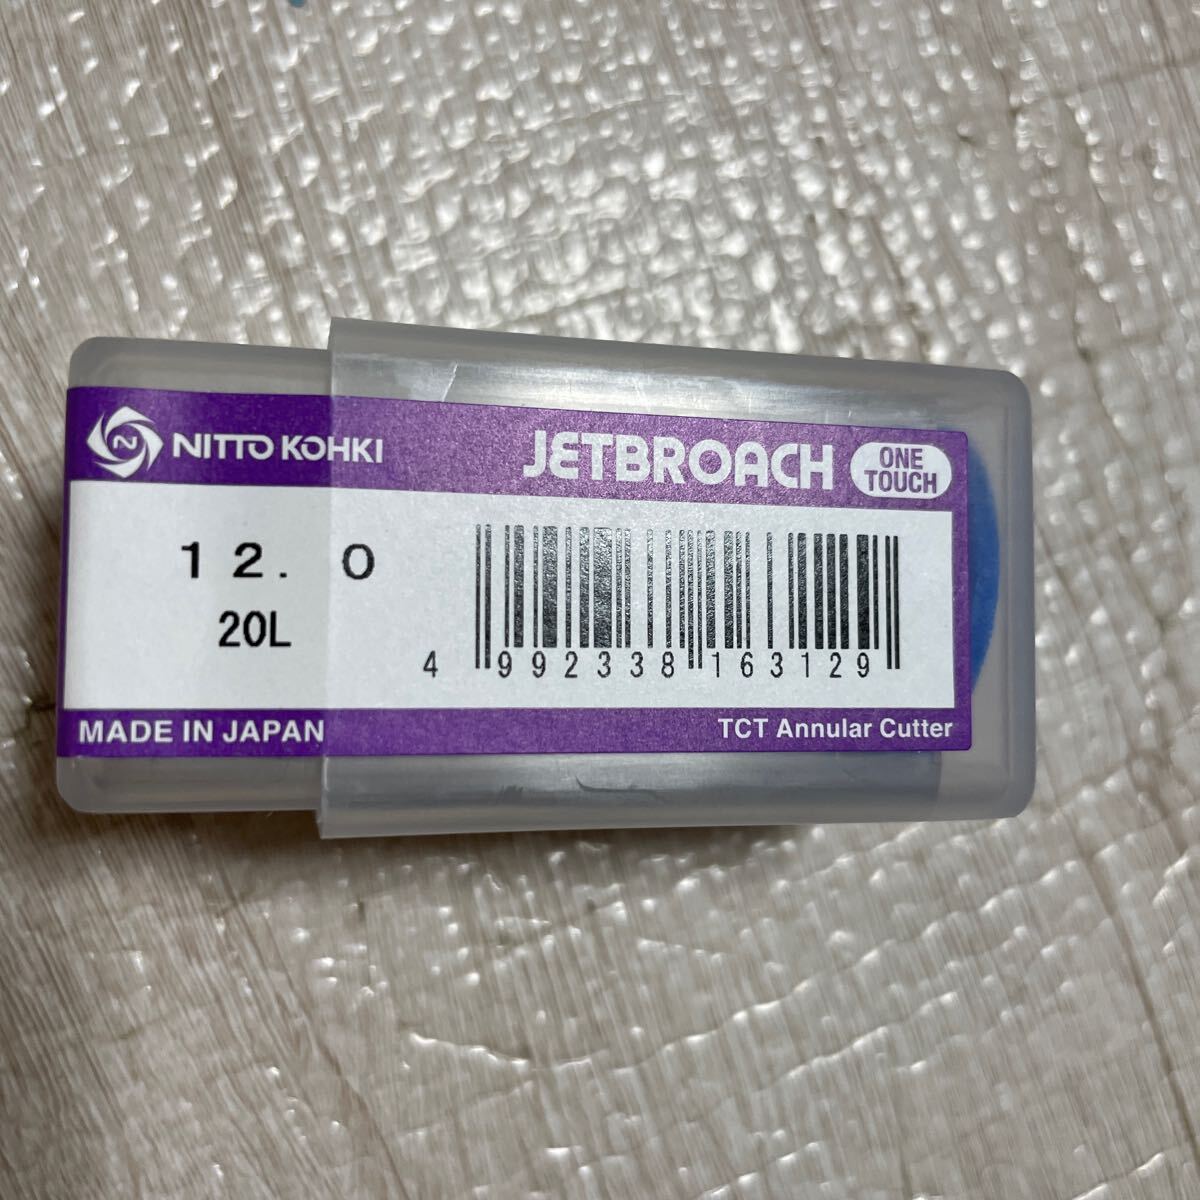 NITTO KOHKI
JETBROACH
ONE
TOUCH
12.0
20L
4 992338 163129
MADE IN JAPAN
TCT Annular Cutter